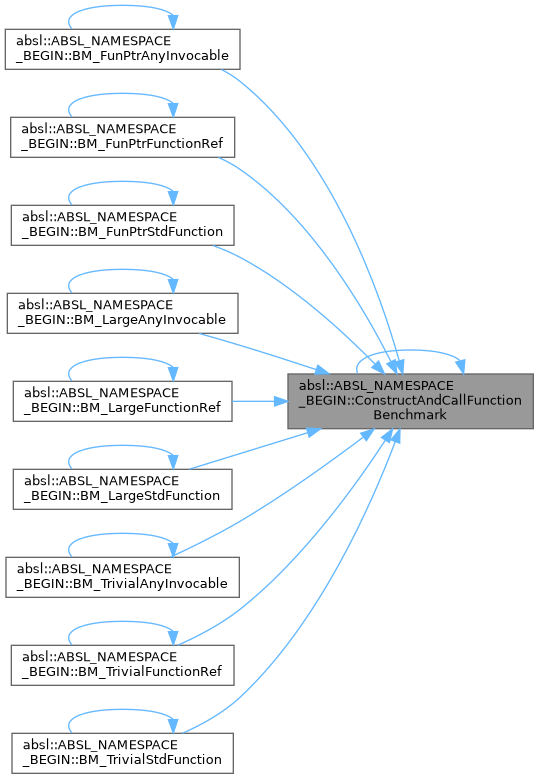 absl::ABSL_NAMESPACE
_BEGIN::BM_FunPtrAnyInvocable
absl::ABSL_NAMESPACE
_BEGIN::BM_FunPtrFunctionRef
absl::ABSL_NAMESPACE
_BEGIN::BM_FunPtrStdFunction
absl::ABSL_NAMESPACE
_BEGIN::BM_LargeAnyInvocable
absl::ABSL_NAMESPACE
_BEGIN::BM_LargeFunctionRef
absl::ABSL_NAMESPACE
_BEGIN::ConstructAndCallFunction
Benchmark
absl::ABSL_NAMESPACE
_BEGIN::BM_LargeStdFunction
absl::ABSL_NAMESPACE
_BEGIN::BM_TrivialAnyInvocable
absl::ABSL_NAMESPACE
_BEGIN::BM_TrivialFunctionRef
absl::ABSL_NAMESPACE
_BEGIN::BM_TrivialStdFunction